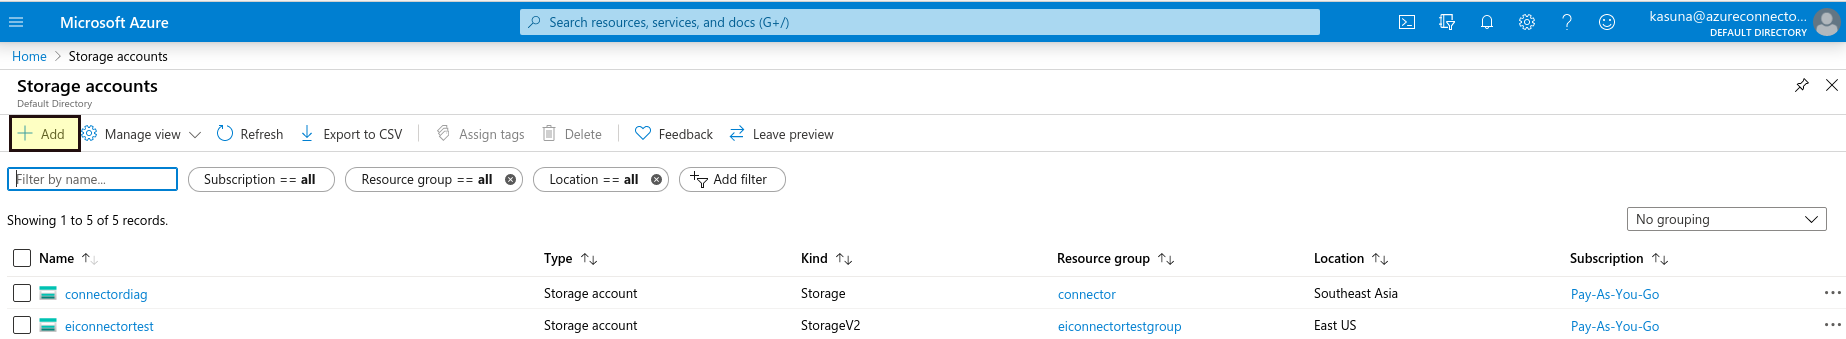 Microsoft Azure
Search resources, services, and docs (G+/)
kasuna@azureconnecto...
DEFAULT DIRECTORY
Home > Storage accounts
Storage accounts
Default Directory
Add Manage view Refresh Export to CSV Assign tags Delete Feedback Leave preview
Filter by name... Subscription == all Resource group == all Location == all Add filter
Showing 1 to 5 of 5 records. No grouping
Name Type Kind Resource group Location Subscription
connectordiag Storage account Storage connector Southeast Asia Pay-As-You-Go ...
eiconnectortest Storage account StorageV2 eiconnectortestgroup East US Pay-As-You-Go ...